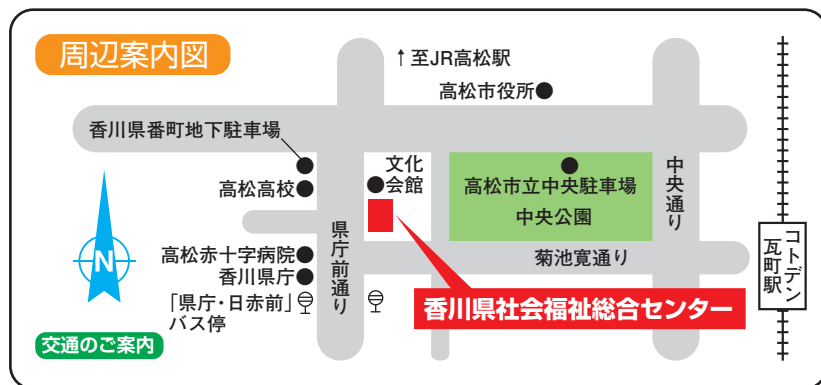 周辺案内図
↑至JR高松駅
高松市役所●
香川県番町地下駐車場
文化
会館
高松高校●
高松市立中央駐車場
中央公園
中央通り
県庁前通り
高松赤十字病院●
香川県庁●
菊池寛通り
「県庁・日赤前」
バス停
香川県社会福祉総合センター
コトデン
瓦町駅
N
交通のご案内